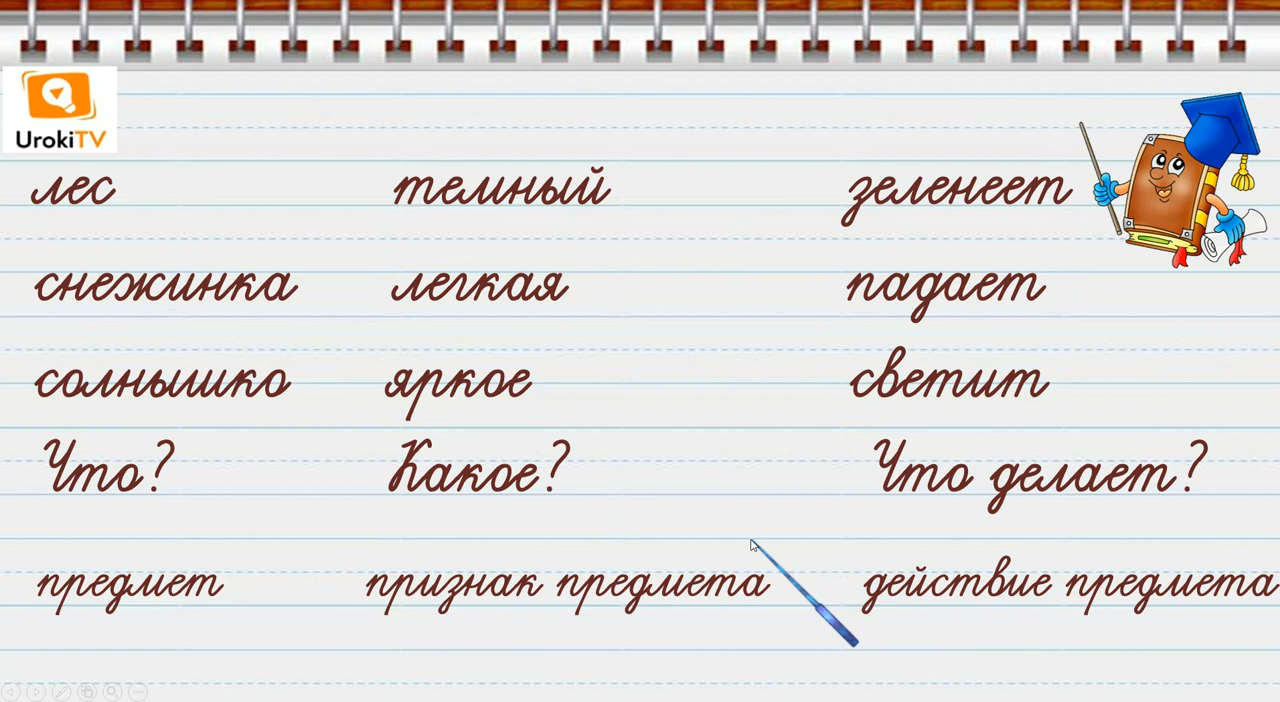 UrokiTV
лес темный зеленеет
снежинка легкая падает
солнышко яркое светит
Что? Какое? Что делает?
предмет признак предмета действие предмета